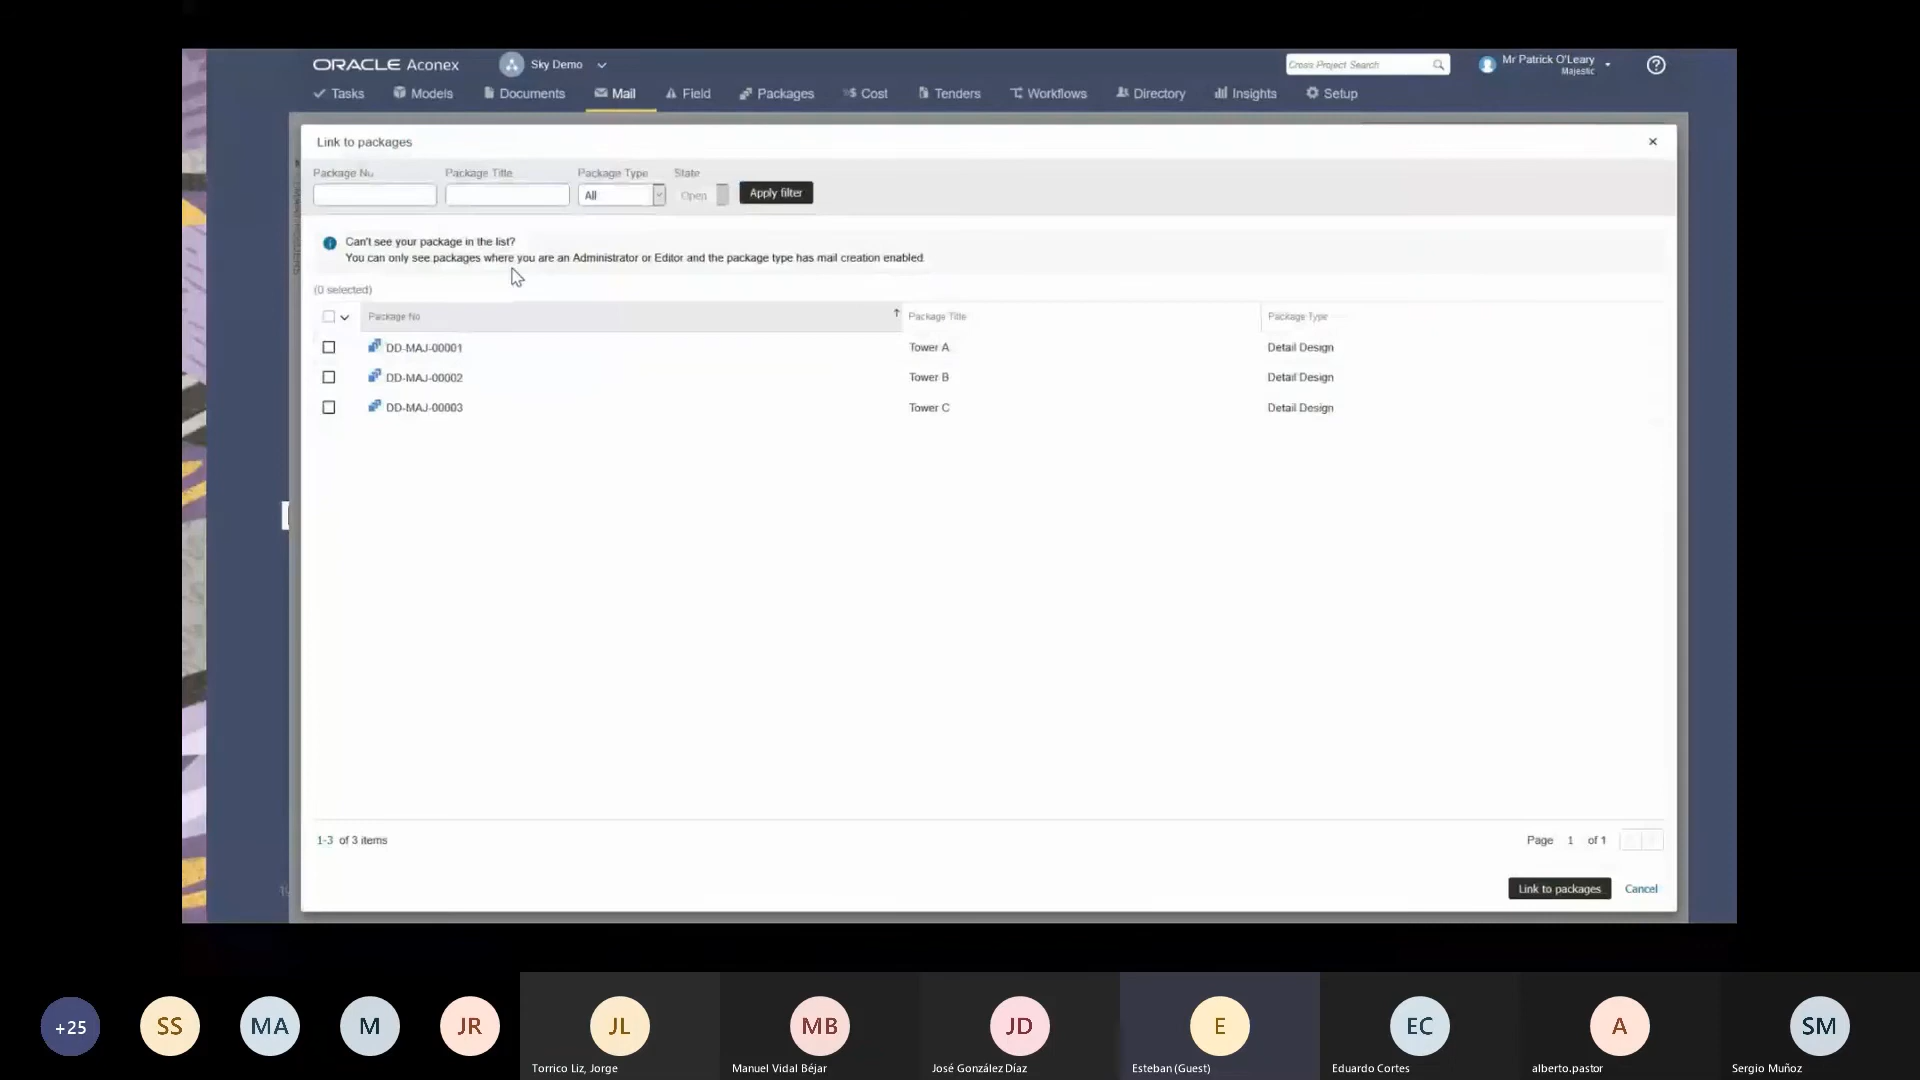 ORACLE Aconex
Sky Demo
Cross Project Search
Mr Patrick O'Leary
Majestic
Tasks
Models
Documents
Mail
Field
Packages
Cost
Tenders
Workflows
Directory
Insights
Setup
Link to packages
Package No
Package Title
Package Type
State
All
Open
Apply filter
Can't see your package in the list?
You can only see packages where you are an Administrator or Editor and the package type has mail creation enabled.
(0 selected)
Package No
Package Title
Package Type
DD-MAJ-00001
Tower A
Detail Design
DD-MAJ-00002
Tower B
Detail Design
DD-MAJ-00003
Tower C
Detail Design
1-3 of 3 items
Page 1 of 1
Link to packages
Cancel
+25
SS
MA
M
JR
JL
MB
JD
E
EC
A
SM
Torrico Liz, Jorge
Manuel Vidal Béjar
José González Díaz
Esteban (Guest)
Eduardo Cortes
alberto.pastor
Sergio Muñoz